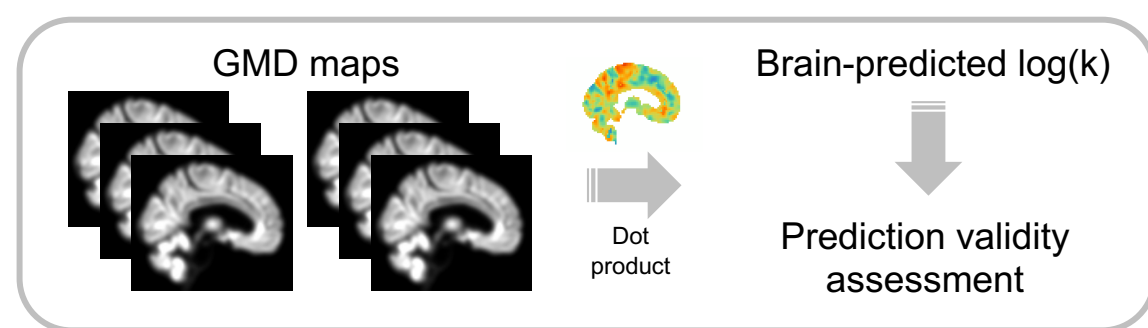 GMD maps
Dot
product
Brain-predicted log(k)
Prediction validity
assessment